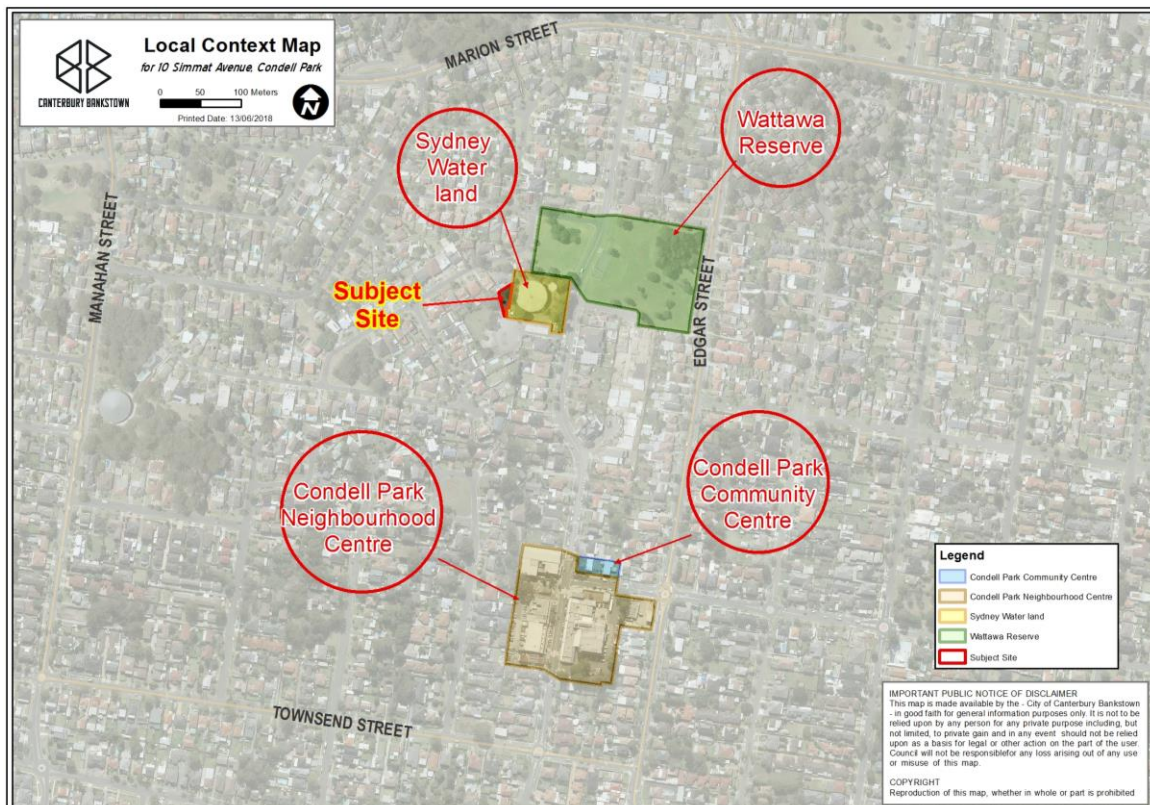 Local Context Map
for 10 Simmat Avenue, Condell Park
CANTERBURY BANKSTOWN
0 50 100 Meters
N
Printed Date: 13/06/2018
MARION STREET
Sydney
Water
land
Wattawa
Reserve
MANAHAN STREET
Subject
Site
EDGAR STREET
Condell Park
Neighbourhood
Centre
Condell Park
Community
Centre
TOWNSEND STREET
Legend
Condell Park Community Centre
Condell Park Neighbourhood Centre
Sydney Water land
Wattawa Reserve
Subject Site
IMPORTANT PUBLIC NOTICE OF DISCLAIMER
This map is made available by the - City of Canterbury Bankstown
- in good faith for general information purposes only. It is not to be
relied upon by any person for any private purpose including, but
not limited, to private gain and in any event should not be relied
upon as a basis for legal or other action on the part of the user.
Council will not be responsiblefor any loss arising out of any use
or misuse of this map.
COPYRIGHT
Reproduction of this map, whether in whole or part is prohibited